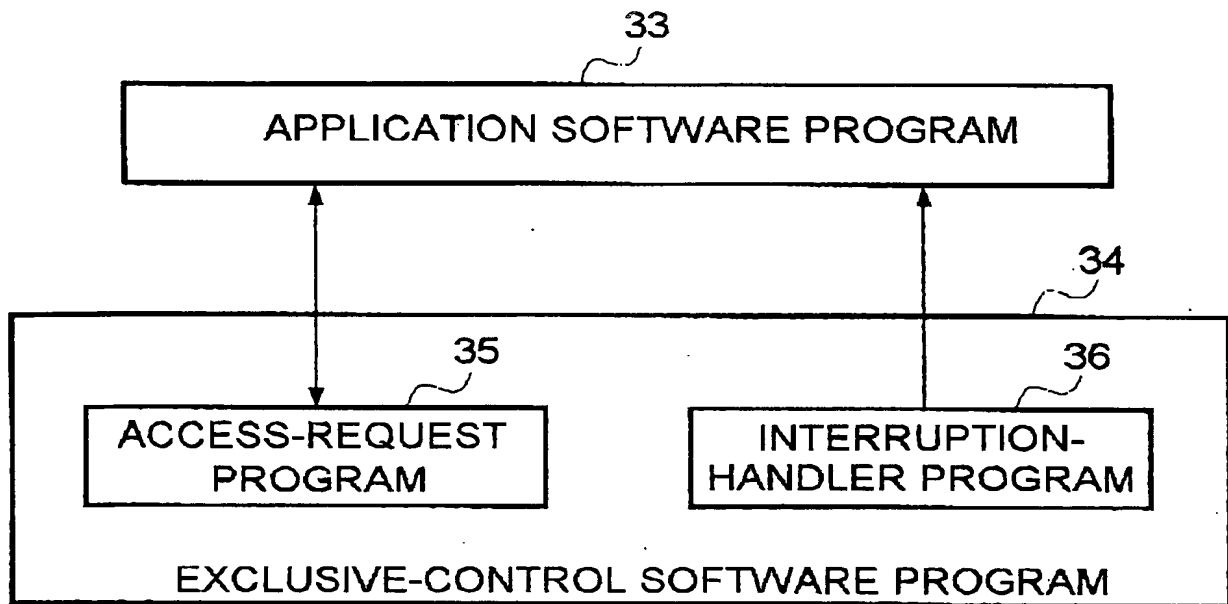 33
APPLICATION SOFTWARE PROGRAM
34
35
36
ACCESS-REQUEST
PROGRAM
INTERRUPTION-
HANDLER PROGRAM
EXCLUSIVE-CONTROL SOFTWARE PROGRAM